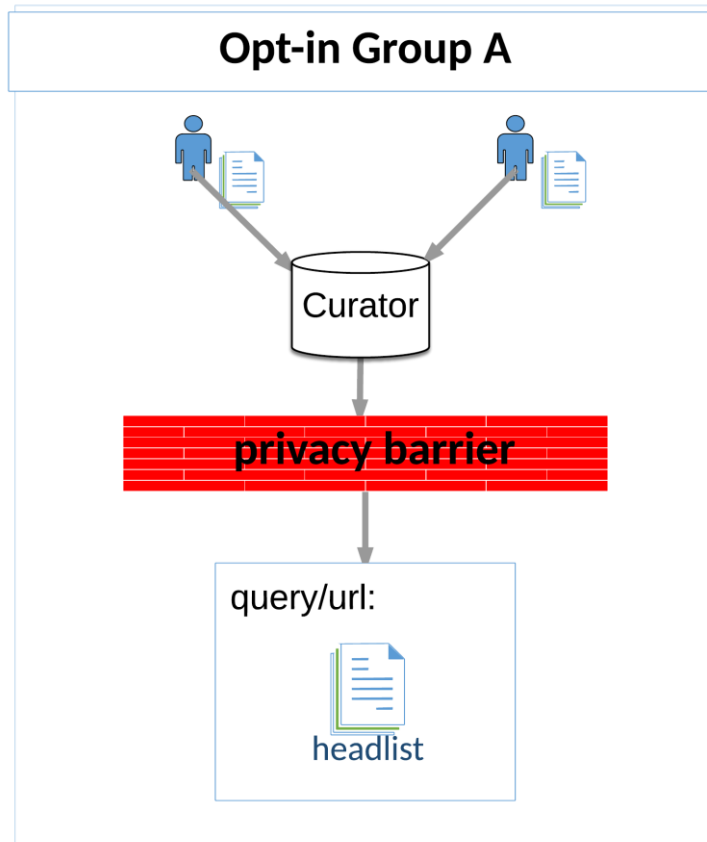 Opt-in Group A
Curator
privacy barrier
query/url:
headlist